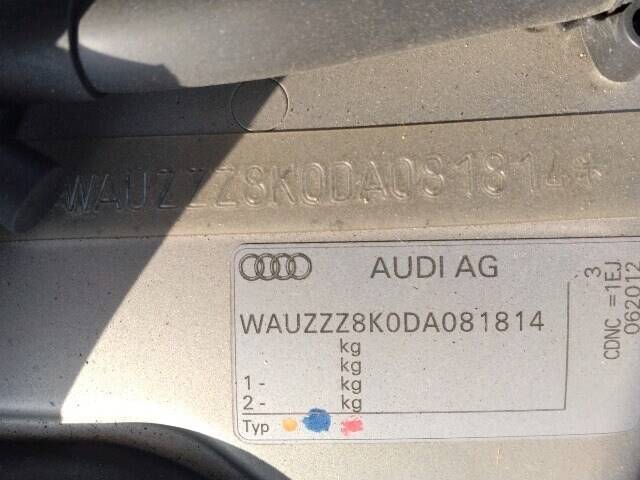 WAUZZZ8K0DA081814*
AUDI AG
WAUZZZ8K0DA081814
kg
kg
1 - kg
2 - kg
Typ
3
CDNC =1EJ
062012